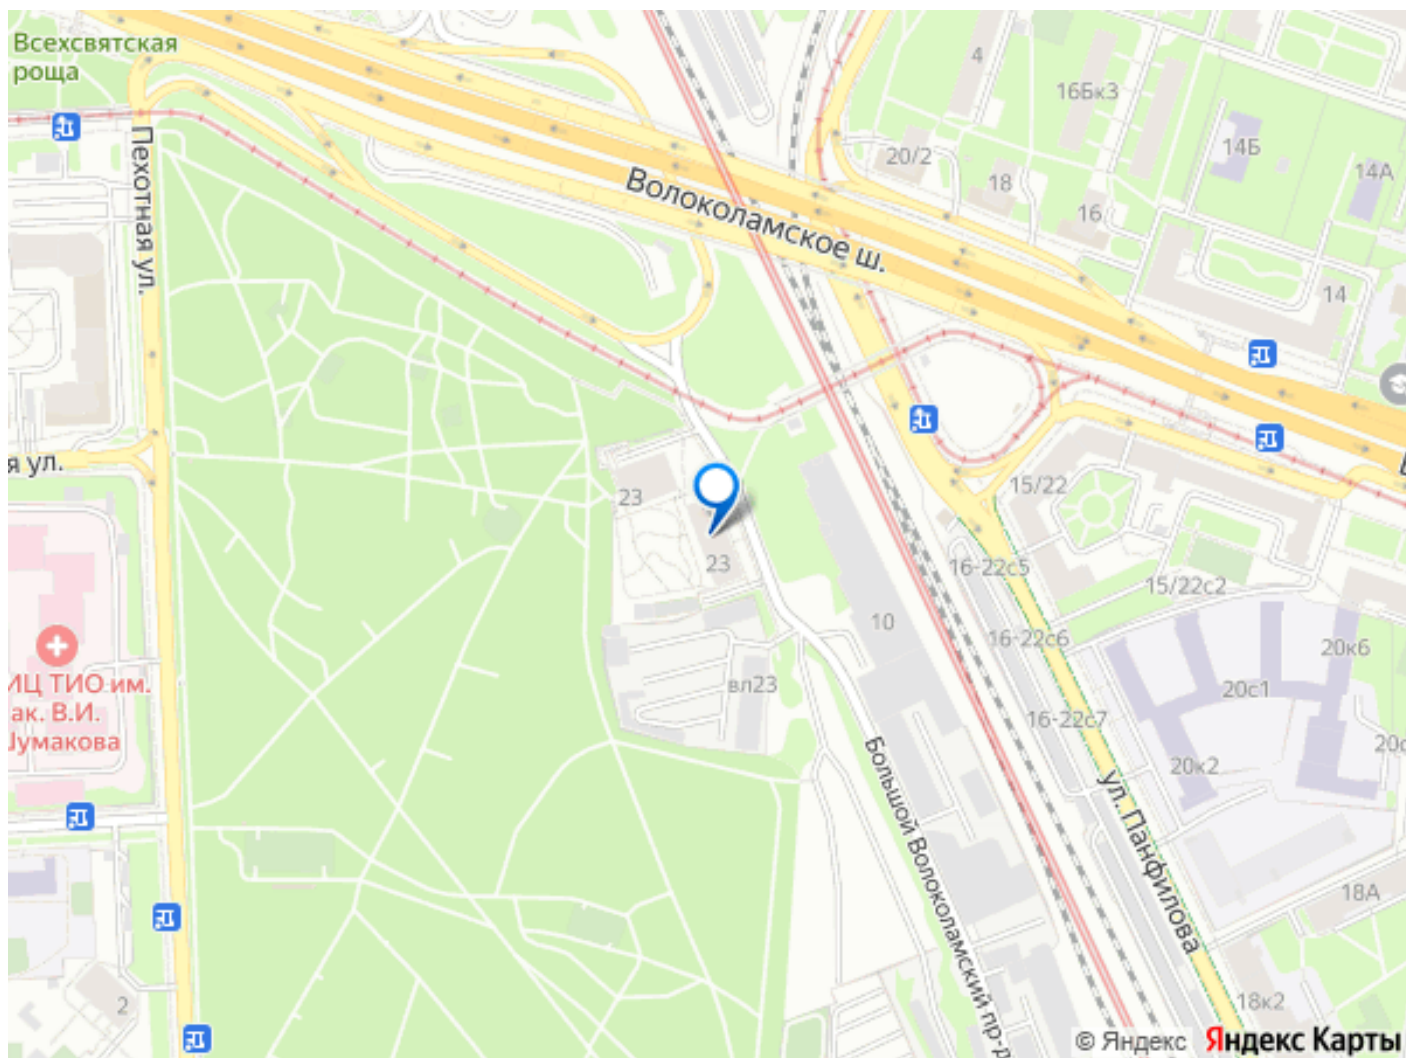 Всехсвятская
роща
Пехотная ул.
Волоколамское ш.
4
16Бк3
14Б
14А
20/2
18
16
14
я ул.
23
23
15/22
16-22с5
15/22с2
10
16-22с6
20к6
20с1
вл23
16-22с7
20к2
ИЦ ТИО им.
ак. В.И.
Шумакова
Большой Волоколамский пр-д
ул. Панфилова
18А
2
18к2
© Яндекс
Яндекс Карты